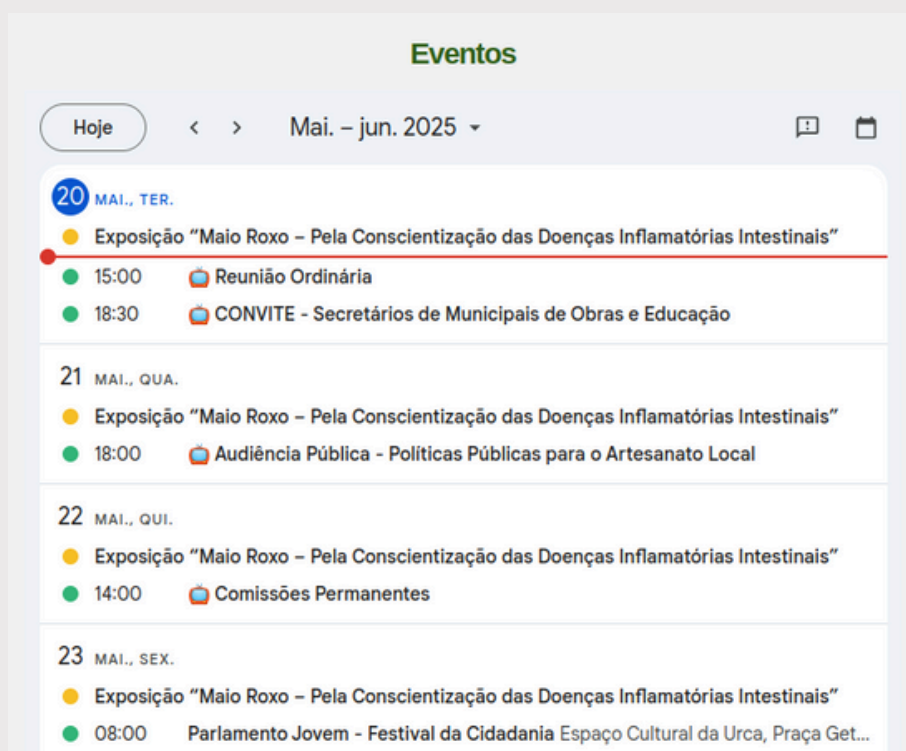 Eventos
Hoje
Mai. – jun. 2025
20 MAI., TER.
Exposição “Maio Roxo – Pela Conscientização das Doenças Inflamatórias Intestinais”
15:00 📺 Reunião Ordinária
18:30 📺 CONVITE - Secretários de Municipais de Obras e Educação
21 MAI., QUA.
Exposição “Maio Roxo – Pela Conscientização das Doenças Inflamatórias Intestinais”
18:00 📺 Audiência Pública - Políticas Públicas para o Artesanato Local
22 MAI., QUI.
Exposição “Maio Roxo – Pela Conscientização das Doenças Inflamatórias Intestinais”
14:00 📺 Comissões Permanentes
23 MAI., SEX.
Exposição “Maio Roxo – Pela Conscientização das Doenças Inflamatórias Intestinais”
08:00 Parlamento Jovem - Festival da Cidadania Espaço Cultural da Urca, Praça Get...